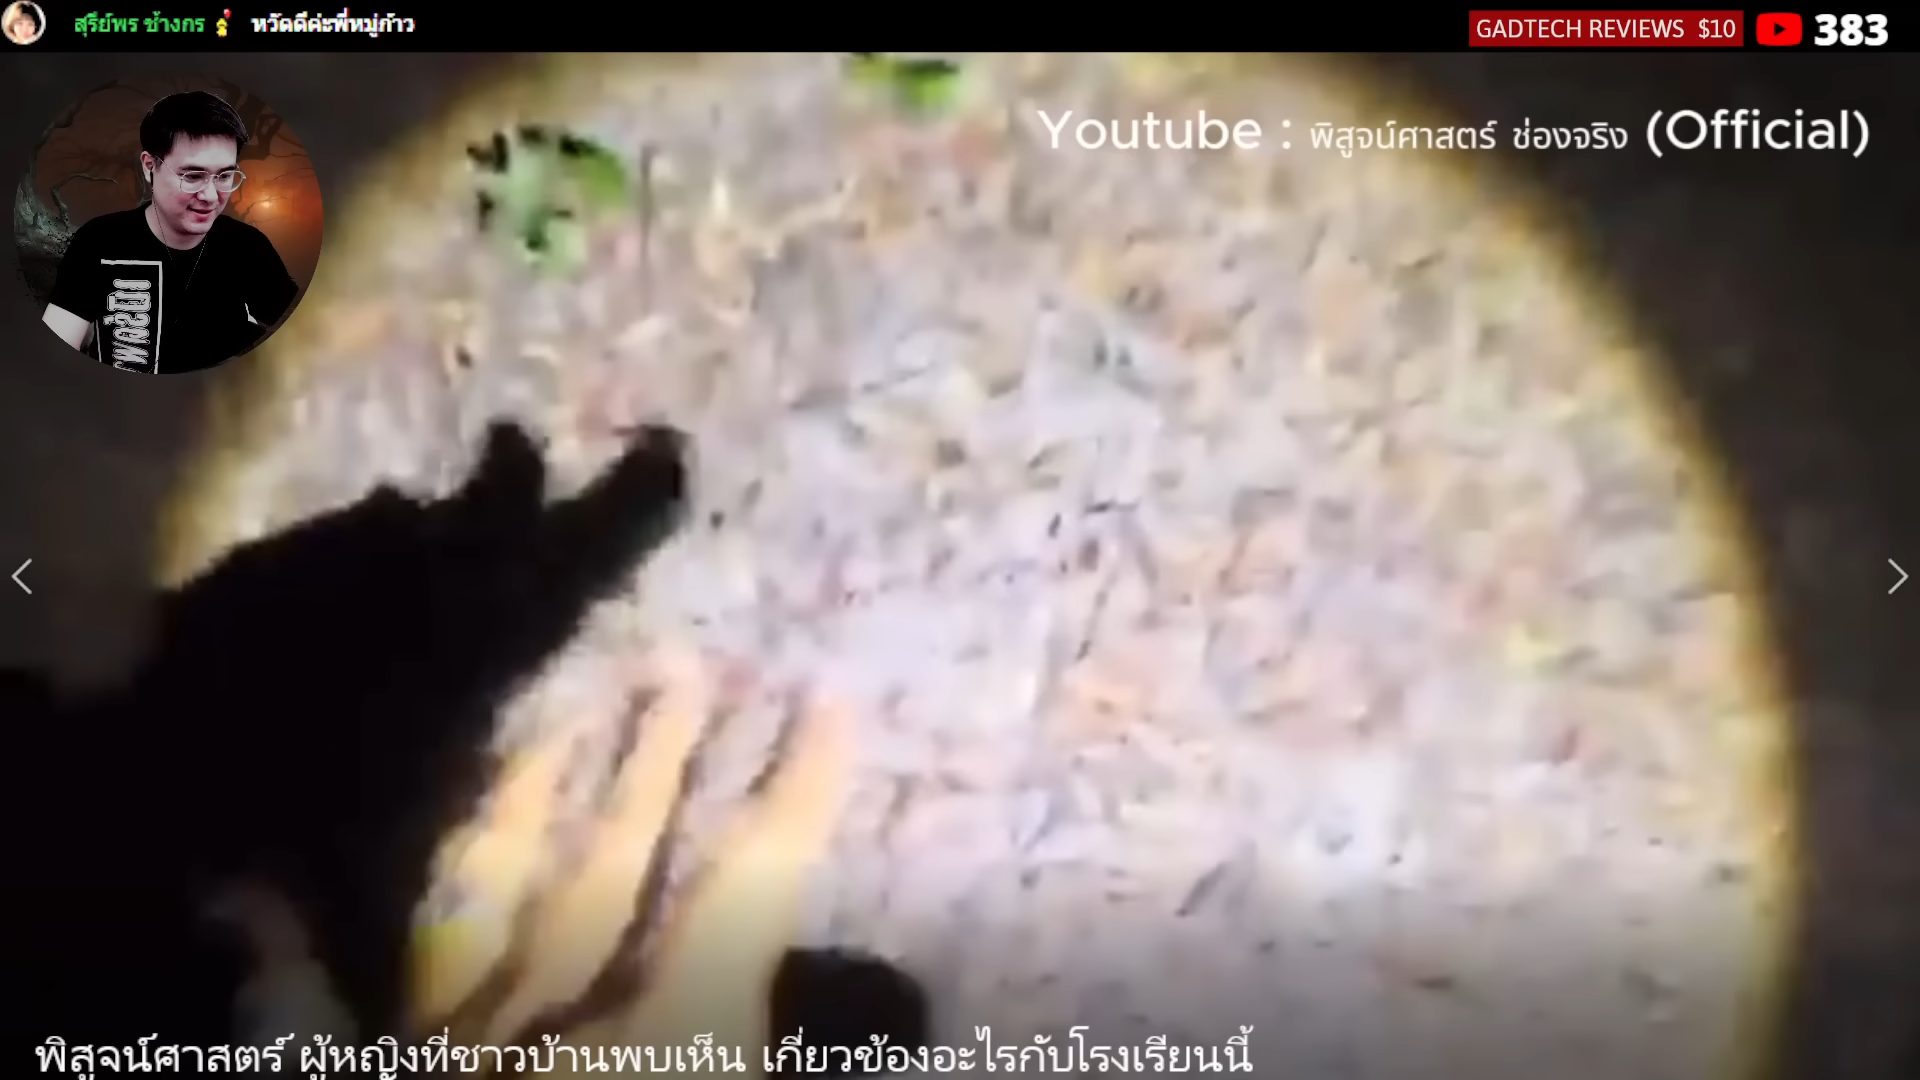 สุรีย์พร ช้างกร หวัดดีค่ะพี่หมู่ก๊าว
GADTECH REVIEWS $10 383
Youtube : พิสูจน์ศาสตร์ ช่องจริง (Official)
พิสูจน์ศาสตร์ ผู้หญิงที่ชาวบ้านพบเห็น เกี่ยวข้องอะไรกับโรงเรียนนี้